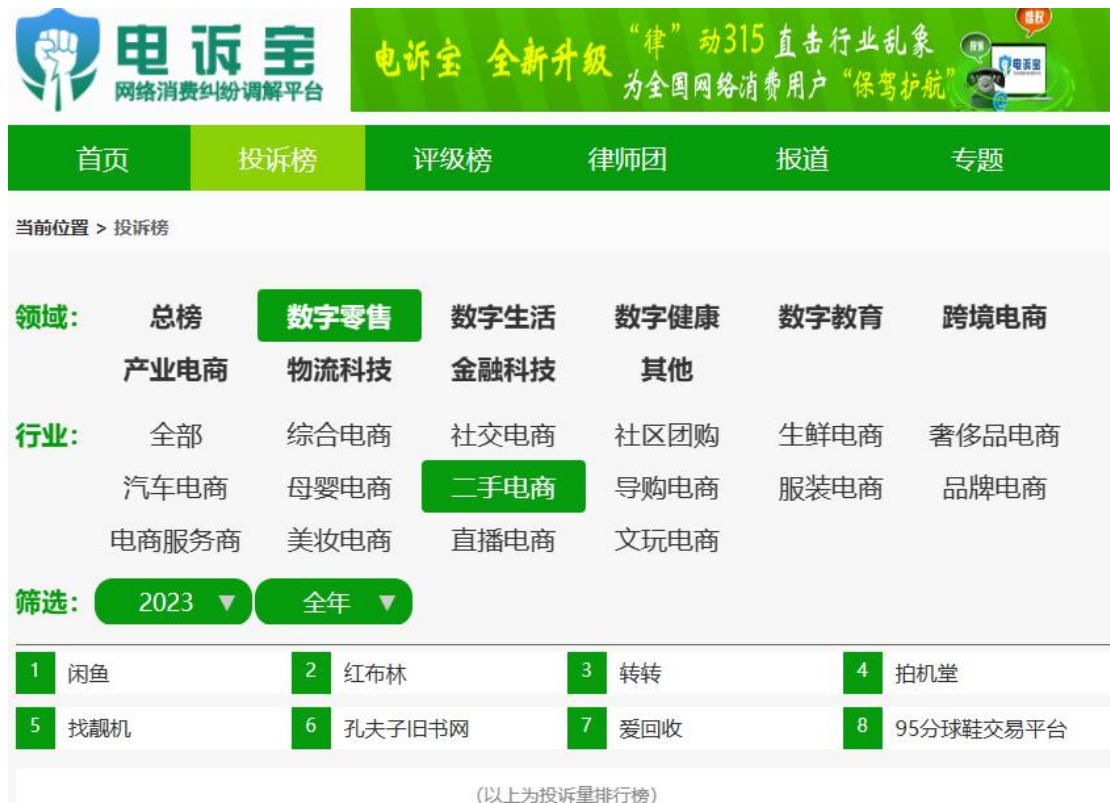 电诉宝
网络消费纠纷调解平台
电诉宝 全新升级
“律”动315 直击行业乱象
为全国网络消费用户“保驾护航”
维权
投诉
电诉宝
首页 投诉榜 评级榜 律师团 报道 专题
当前位置 > 投诉榜
领域： 总榜 数字零售 数字生活 数字健康 数字教育 跨境电商
产业电商 物流科技 金融科技 其他
行业： 全部 综合电商 社交电商 社区团购 生鲜电商 奢侈品电商
汽车电商 母婴电商 二手电商 导购电商 服装电商 品牌电商
电商服务商 美妆电商 直播电商 文玩电商
筛选： 2023 ▼ 全年 ▼
1 闲鱼 2 红布林 3 转转 4 拍机堂
5 找靓机 6 孔夫子旧书网 7 爱回收 8 95分球鞋交易平台
（以上为投诉量排行榜）